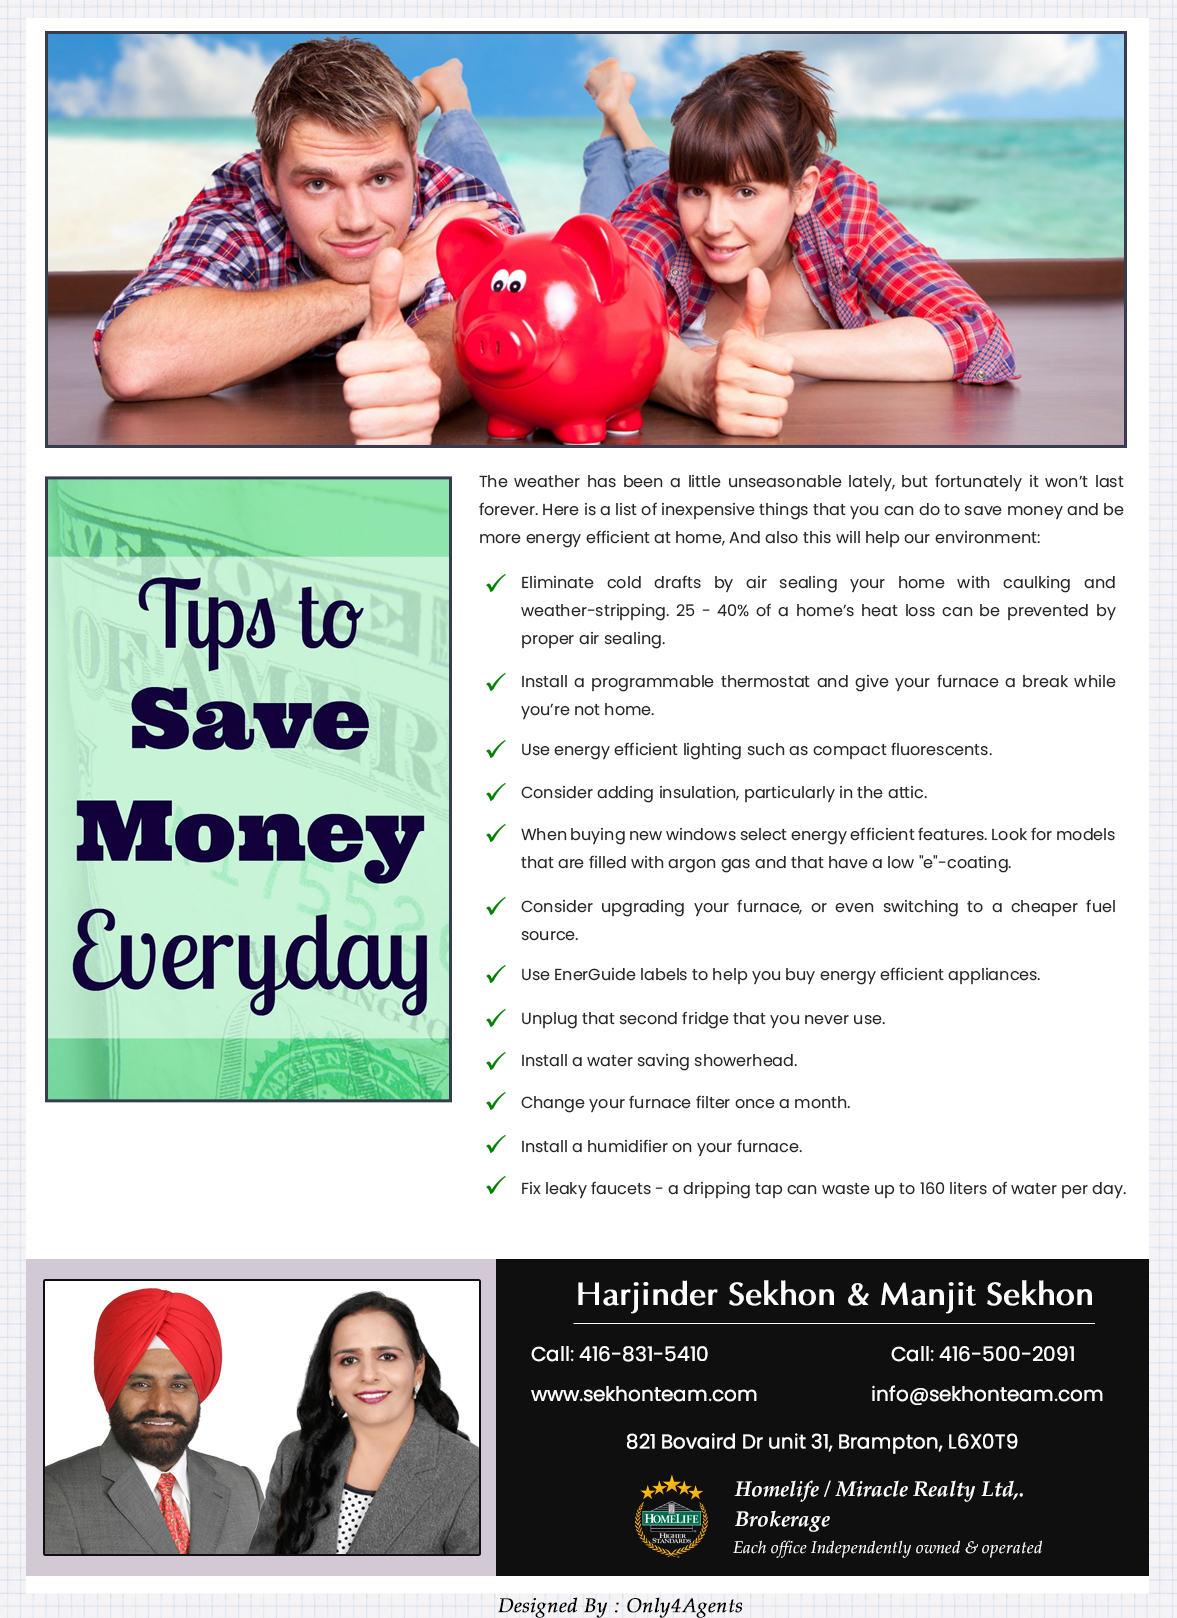 The weather has been a little unseasonable lately, but fortunately it won’t last
forever. Here is a list of inexpensive things that you can do to save money and be
more energy efficient at home, And also this will help our environment:
Tips to
Save
Money
Everyday
Eliminate cold drafts by air sealing your home with caulking and
weather-stripping. 25 - 40% of a home’s heat loss can be prevented by
proper air sealing.
Install a programmable thermostat and give your furnace a break while
you’re not home.
Use energy efficient lighting such as compact fluorescents.
Consider adding insulation, particularly in the attic.
When buying new windows select energy efficient features. Look for models
that are filled with argon gas and that have a low "e"-coating.
Consider upgrading your furnace, or even switching to a cheaper fuel
source.
Use EnerGuide labels to help you buy energy efficient appliances.
Unplug that second fridge that you never use.
Install a water saving showerhead.
Change your furnace filter once a month.
Install a humidifier on your furnace.
Fix leaky faucets - a dripping tap can waste up to 160 liters of water per day.
Harjinder Sekhon & Manjit Sekhon
Call: 416-831-5410
Call: 416-500-2091
www.sekhonteam.com
info@sekhonteam.com
821 Bovaird Dr unit 31, Brampton, L6X0T9
HOMELIFE
HIGHER
STANDARDS
Homelife / Miracle Realty Ltd,.
Brokerage
Each office Independently owned & operated
Designed By : Only4Agents